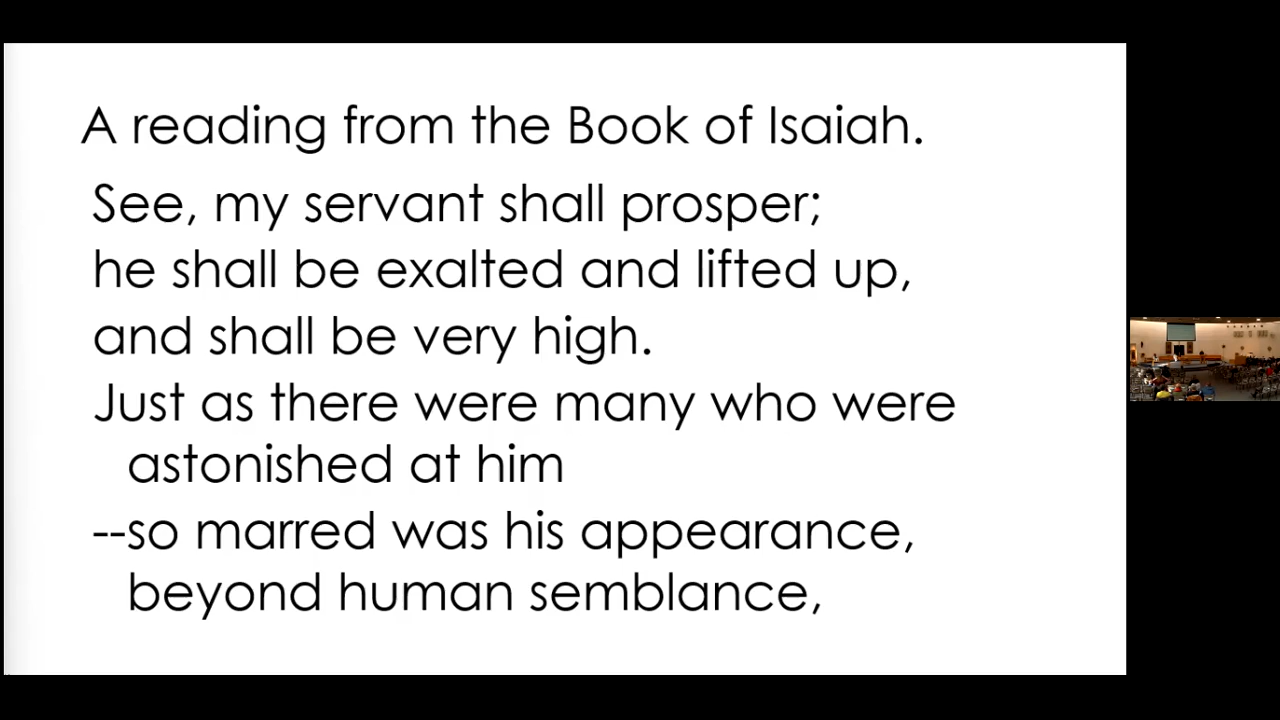 A reading from the Book of Isaiah.
See, my servant shall prosper;
he shall be exalted and lifted up,
and shall be very high.
Just as there were many who were
astonished at him
--so marred was his appearance,
beyond human semblance,